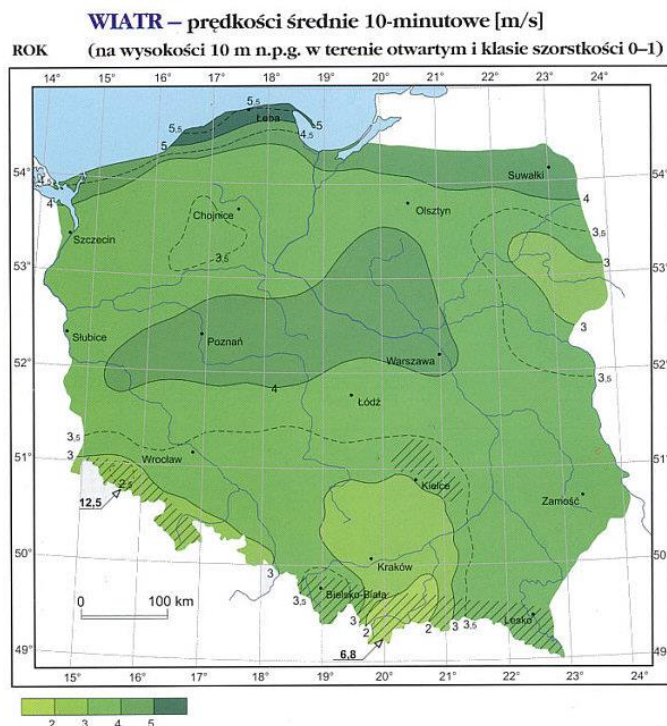 WIATR – prędkości średnie 10-minutowe [m/s]
ROK (na wysokości 10 m n.p.g. w terenie otwartym i klasie szorstkości 0–1)
14° 15° 16° 17° 18° 19° 20° 21° 22° 23° 24°
5,5
Łeba
5,5 5
5 4,5
54° 4,5 Suwałki 54°
4 4
Chojnice Olsztyn
3,5
Szczecin
3,5 3
53° 53°
Słubice Poznań 3
Warszawa
52° 52°
4 3,5
Łódź
3,5
51° 3 Wrocław 51°
2,5 Kielce
12,5 Zamość
50° Kraków 50°
3
3,5 Bielsko-Biała
0 100 km 3 Lesko
2 2 3 3,5
49° 49°
6,8
15° 16° 17° 18° 19° 20° 21° 22° 23°
2 3 4 5